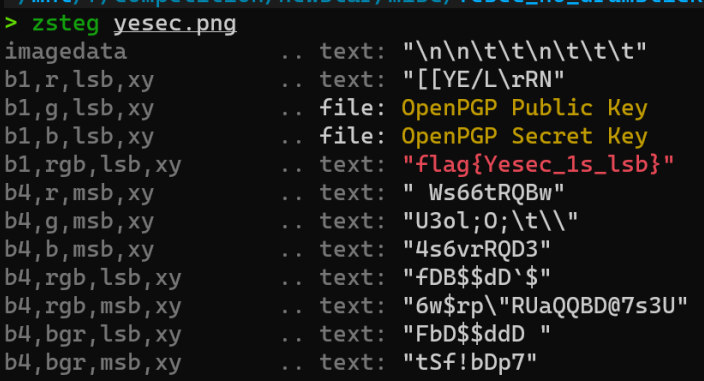 > zsteg yesec.png
imagedata .. text: "\n\n\t\t\n\t\t\t"
b1,r,lsb,xy .. text: "[[YE/L\rRN"
b1,g,lsb,xy .. file: OpenPGP Public Key
b1,b,lsb,xy .. file: OpenPGP Secret Key
b1,rgb,lsb,xy .. text: "flag{Yesec_1s_lsb}"
b4,r,msb,xy .. text: " Ws66tRQBw"
b4,g,msb,xy .. text: "U3ol;O;\t\\"
b4,b,msb,xy .. text: "4s6vrRQD3"
b4,rgb,lsb,xy .. text: "fDB$$dD`$"
b4,rgb,msb,xy .. text: "6w$rp\"RUaQQBD@7s3U"
b4,bgr,lsb,xy .. text: "FbD$$ddD "
b4,bgr,msb,xy .. text: "tSf!bDp7"